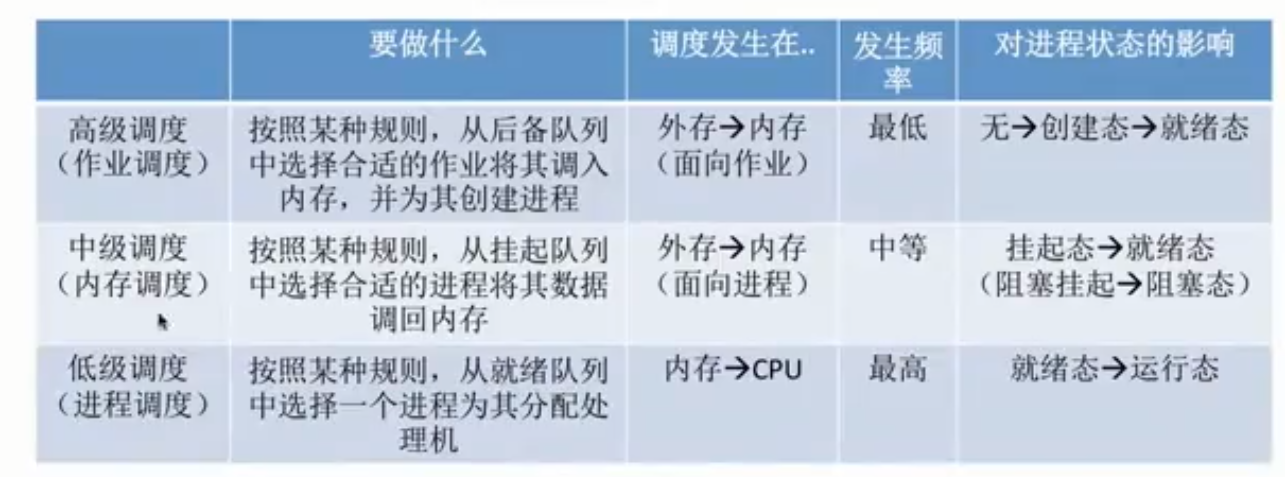 要做什么
调度发生在..
发生频
率
对进程状态的影响
高级调度
（作业调度）
按照某种规则，从后备队列
中选择合适的作业将其调入
内存，并为其创建进程
外存→内存
（面向作业）
最低
无→创建态→就绪态
中级调度
（内存调度）
按照某种规则，从挂起队列
中选择合适的进程将其数据
调回内存
外存→内存
（面向进程）
中等
挂起态→就绪态
（阻塞挂起→阻塞态）
低级调度
（进程调度）
按照某种规则，从就绪队列
中选择一个进程为其分配处
理机
内存→CPU
最高
就绪态→运行态